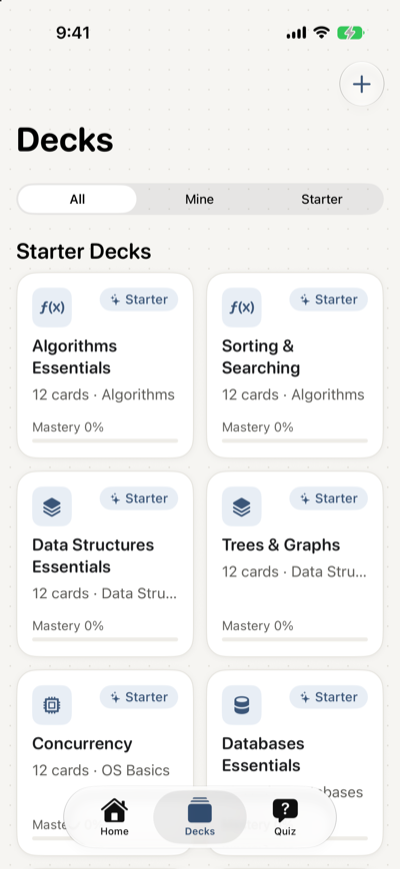 9:41
Decks
All
Mine
Starter
Starter Decks
f(x)
Starter
Algorithms
Essentials
12 cards · Algorithms
Mastery 0%
f(x)
Starter
Sorting &
Searching
12 cards · Algorithms
Mastery 0%
Starter
Data Structures
Essentials
12 cards · Data Stru...
Mastery 0%
Starter
Trees & Graphs
12 cards · Data Stru...
Mastery 0%
Starter
Concurrency
12 cards · OS Basics
Starter
Databases
Essentials
Home
Decks
Quiz